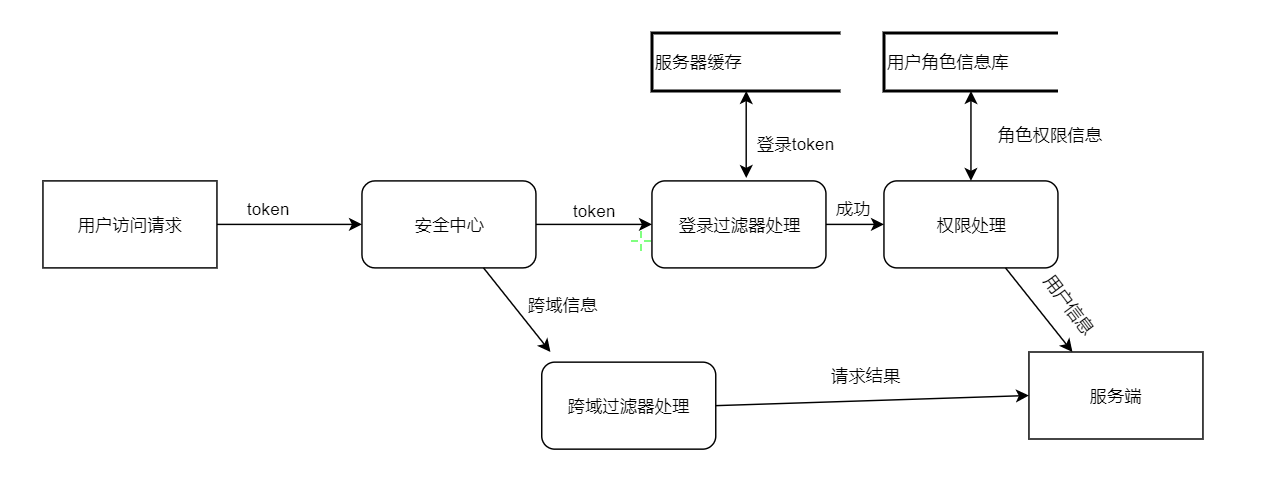 服务器缓存
用户角色信息库
登录token
角色权限信息
用户访问请求
token
安全中心
token
登录过滤器处理
成功
权限处理
跨域信息
用户信息
跨域过滤器处理
请求结果
服务端